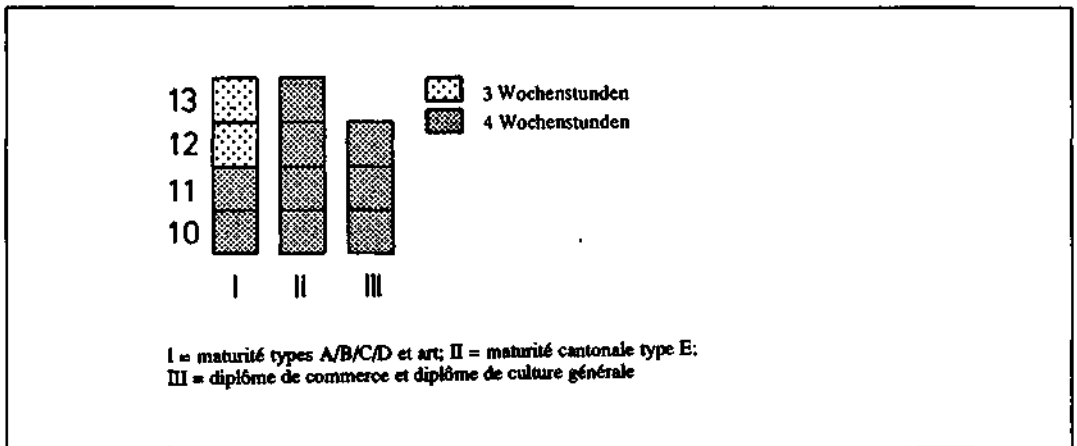 13
12
11
10
3 Wochenstunden
4 Wochenstunden
I II III
I = maturité types A/B/C/D et art; II = maturité cantonale type E;
III = diplôme de commerce et diplôme de culture générale